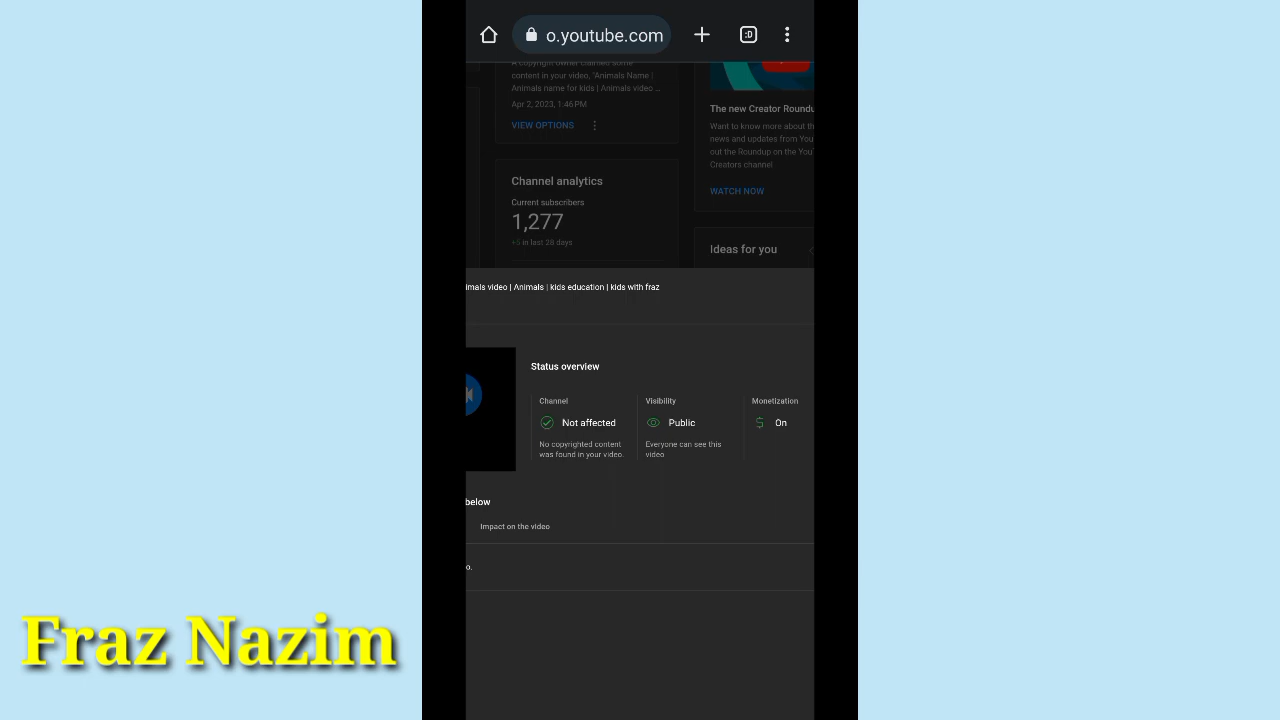 o.youtube.com
:D
A copyright owner claimed some
content in your video, "Animals Name |
Animals name for kids | Animals video ...
Apr 2, 2023, 1:46 PM
VIEW OPTIONS
Channel analytics
Current subscribers
1,277
+5 in last 28 days
The new Creator Roundu
Want to know more about th
news and updates from You
out the Roundup on the You
Creators channel
WATCH NOW
Ideas for you
imals video | Animals | kids education | kids with fraz
Status overview
Channel
Not affected
No copyrighted content
was found in your video.
Visibility
Public
Everyone can see this
video
Monetization
On
below
Impact on the video
o.
Fraz Nazim